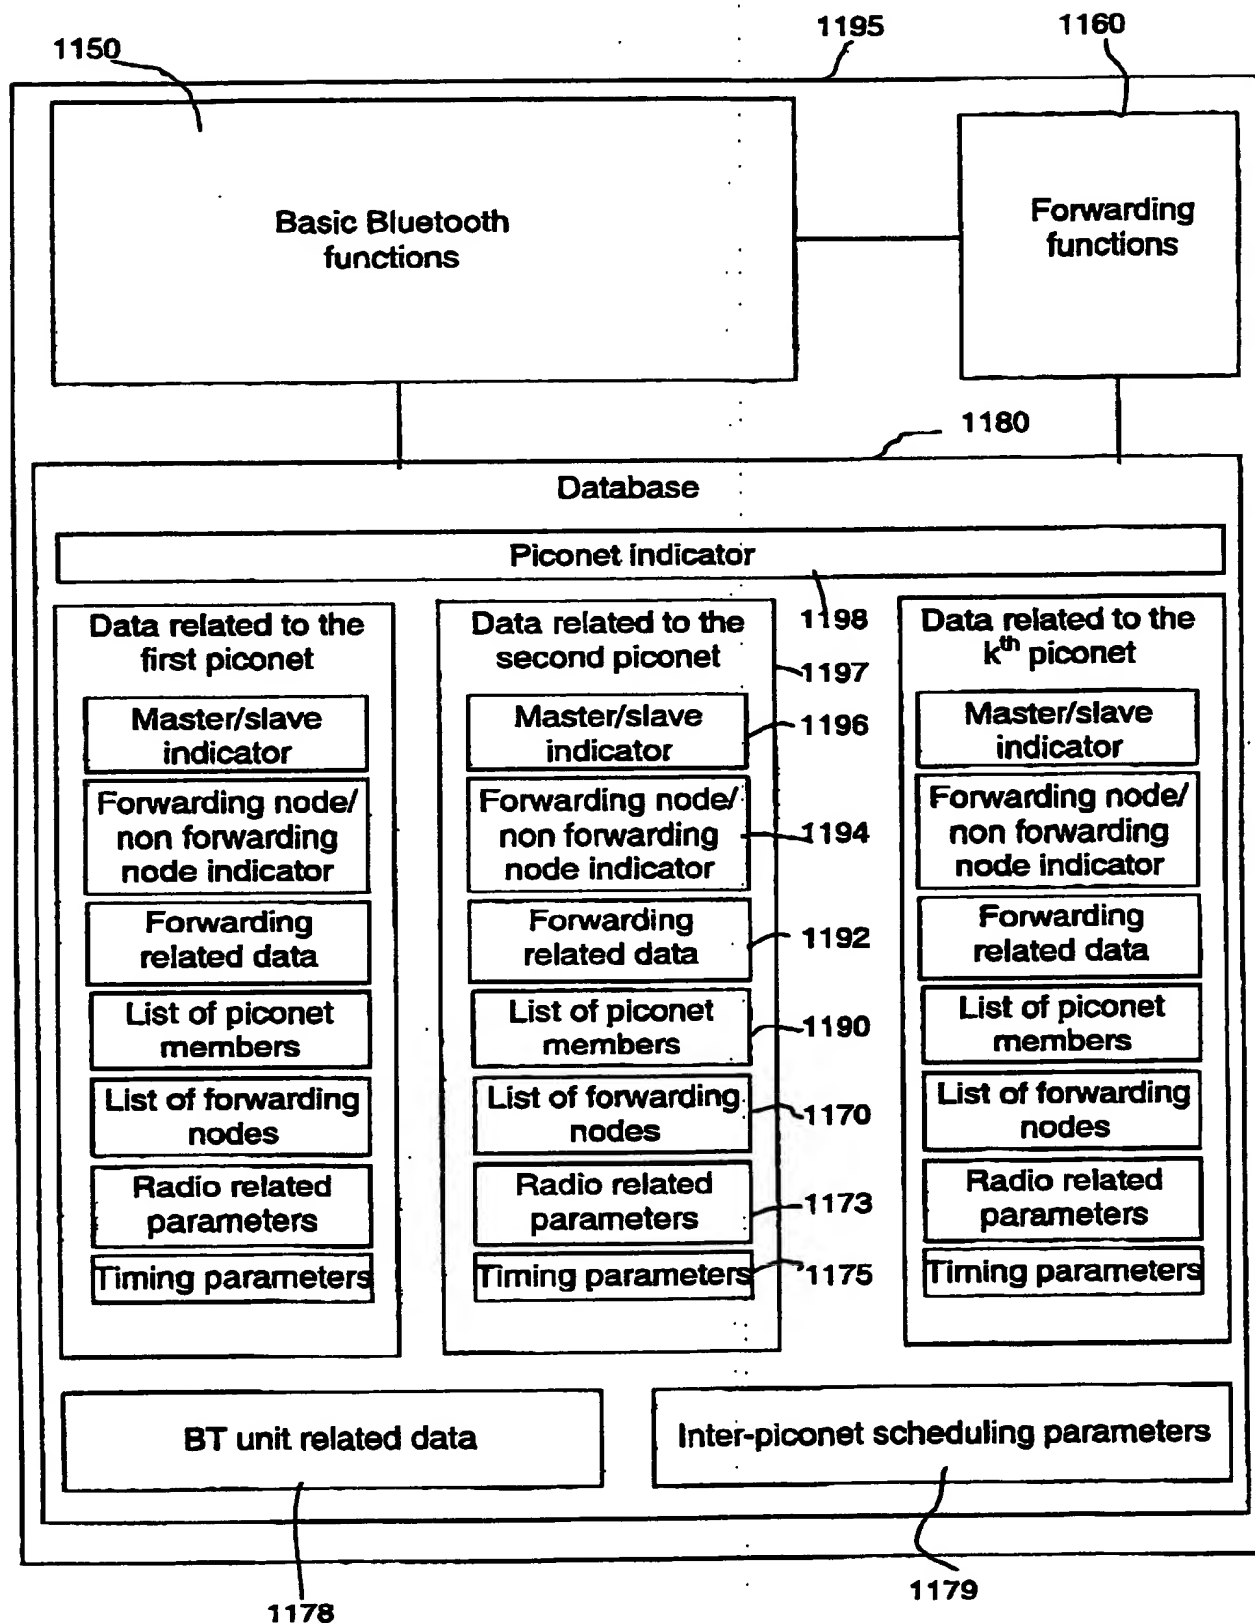 1150
1195
1160
Basic Bluetooth
functions
Forwarding
functions
1180
Database
Piconet indicator
1198
Data related to the
first piconet
Master/slave
indicator
Forwarding node/
non forwarding
node indicator
Forwarding
related data
List of piconet
members
List of forwarding
nodes
Radio related
parameters
Timing parameters
Data related to the
second piconet
1197
Master/slave
indicator
1196
Forwarding node/
non forwarding
node indicator
1194
Forwarding
related data
1192
List of piconet
members
1190
List of forwarding
nodes
1170
Radio related
parameters
1173
Timing parameters
1175
Data related to the
kth piconet
Master/slave
indicator
Forwarding node/
non forwarding
node indicator
Forwarding
related data
List of piconet
members
List of forwarding
nodes
Radio related
parameters
Timing parameters
BT unit related data
Inter-piconet scheduling parameters
1178
1179